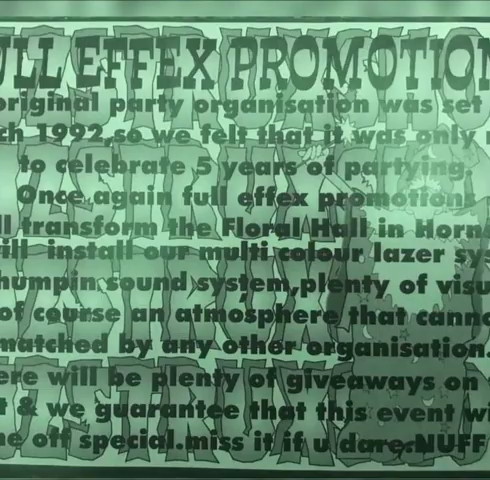 ULL EFFEX PROMOTION
original party organisation was set
ch 1992,so we felt that it was only
to celebrate 5 years of partying.
Once again full effex promotions
ll transform the Floral Hall in Horn
ill install our multi colour lazer sys
humpin sound system,plenty of visu
of course an atmosphere that canno
matched by any other organisation.
ere will be plenty of giveaways on
t & we guarantee that this event wi
ne off special.miss it if u dare.NUFF